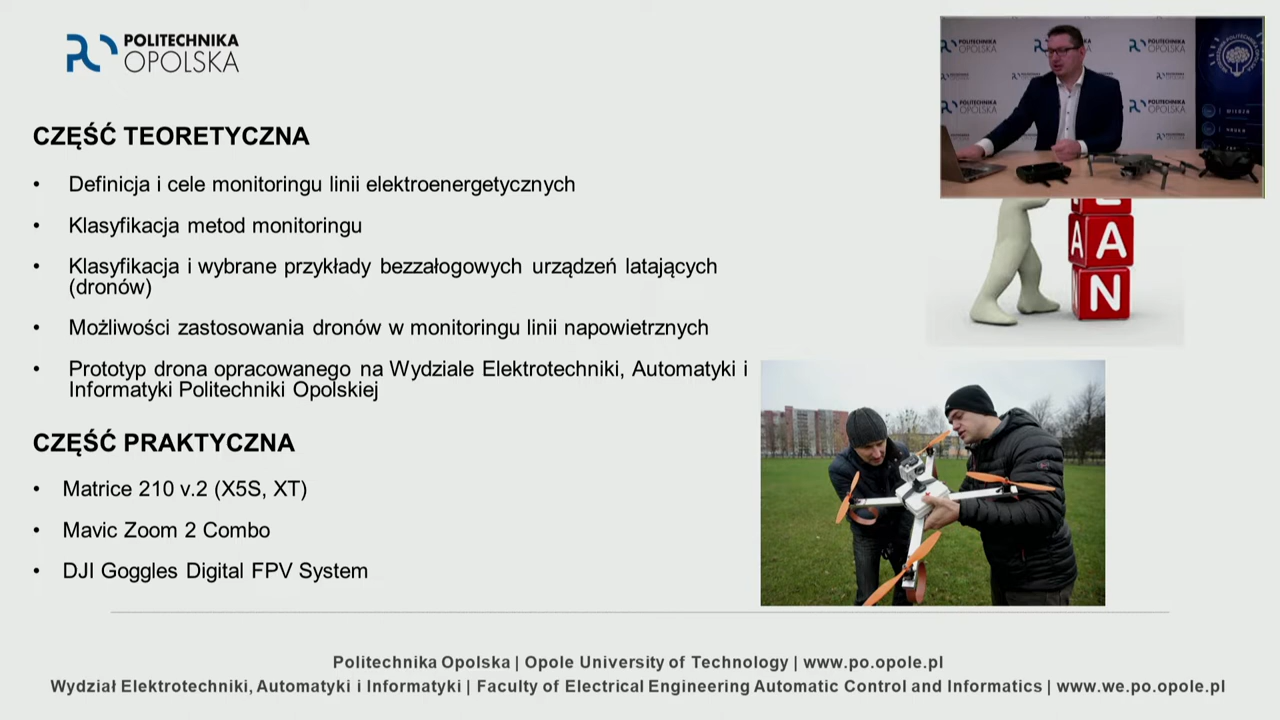 POLITECHNIKA
OPOLSKA
CZĘŚĆ TEORETYCZNA
• Definicja i cele monitoringu linii elektroenergetycznych
• Klasyfikacja metod monitoringu
• Klasyfikacja i wybrane przykłady bezzałogowych urządzeń latających
(dronów)
• Możliwości zastosowania dronów w monitoringu linii napowietrznych
• Prototyp drona opracowanego na Wydziale Elektrotechniki, Automatyki i
Informatyki Politechniki Opolskiej
CZĘŚĆ PRAKTYCZNA
• Matrice 210 v.2 (X5S, XT)
• Mavic Zoom 2 Combo
• DJI Goggles Digital FPV System
POLITECHNIKA
OPOLSKA
A A
N
Politechnika Opolska | Opole University of Technology | www.po.opole.pl
Wydział Elektrotechniki, Automatyki i Informatyki | Faculty of Electrical Engineering Automatic Control and Informatics | www.we.po.opole.pl